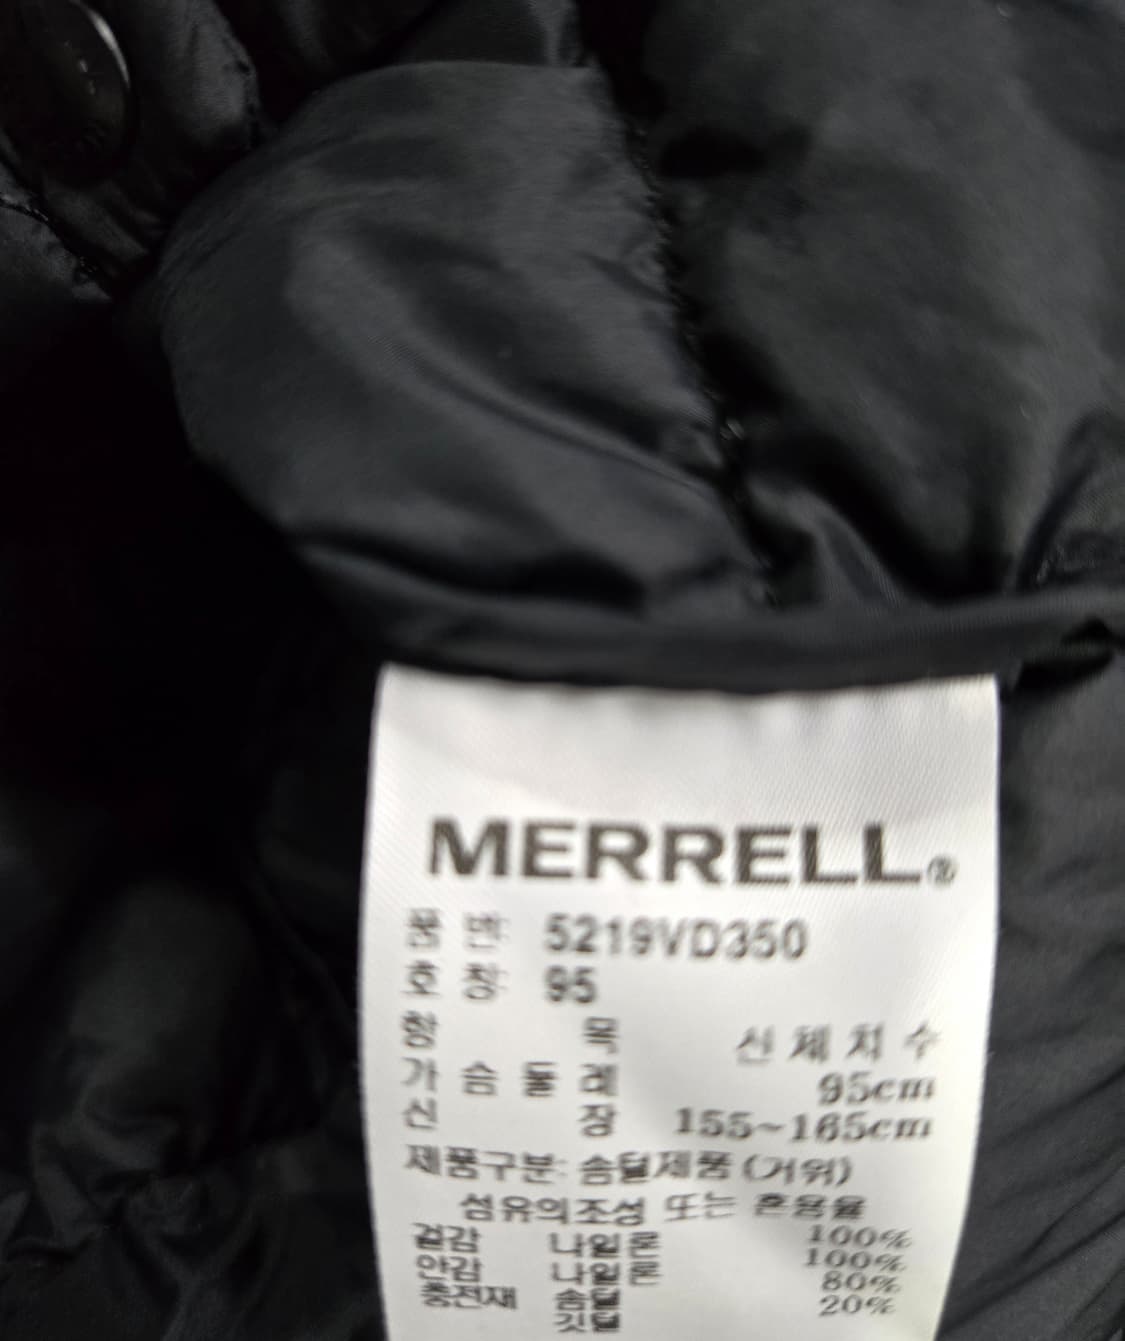 MERRELL®
품 번: 5219VD350
호 칭: 95
항 목 신체치수
가슴둘레 95cm
신 장 155~165cm
제품구분: 솜털제품 (거위)
섬유의조성 또는 혼용율
겉감 나일론 100%
안감 나일론 100%
충전재 솜털 80%
깃털 20%